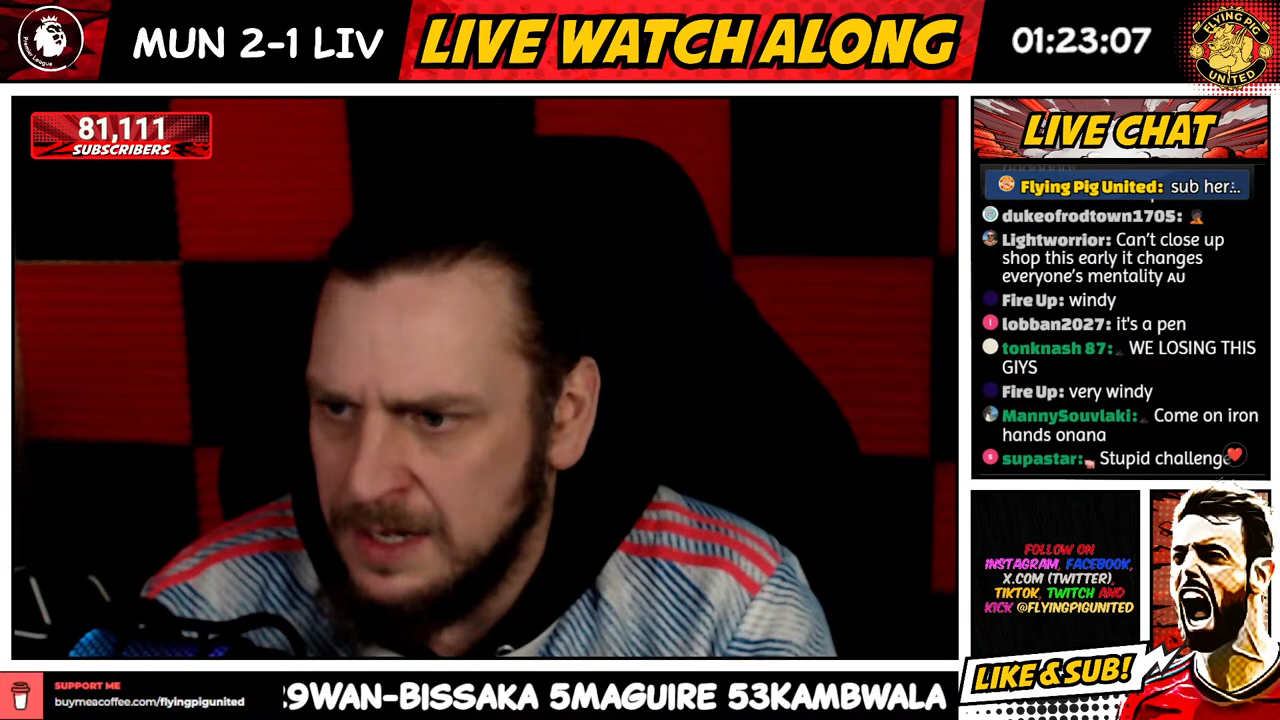 Premier League
MUN 2-1 LIV
LIVE WATCH ALONG
01:23:07
FLYING PIG
UNITED
81,111
SUBSCRIBERS
LIVE CHAT
Flying Pig United: sub her...
dukeofrodtown1705:
Lightworrior: Can't close up
shop this early it changes
everyone's mentality AU
Fire Up: windy
lobban2027: it's a pen
tonknash 87: WE LOSING THIS
GIYS
Fire Up: very windy
MannySouvlaki: Come on iron
hands onana
supastar: Stupid challenge
FOLLOW ON
INSTAGRAM, FACEBOOK,
X.COM (TWITTER)
TIKTOK, TWITCH AND
KICK @FLYINGPIGUNITED
LIKE & SUB!
SUPPORT ME
buymeacoffee.com/flyingpigunited
29WAN-BISSAKA 5MAGUIRE 53KAMBWALA